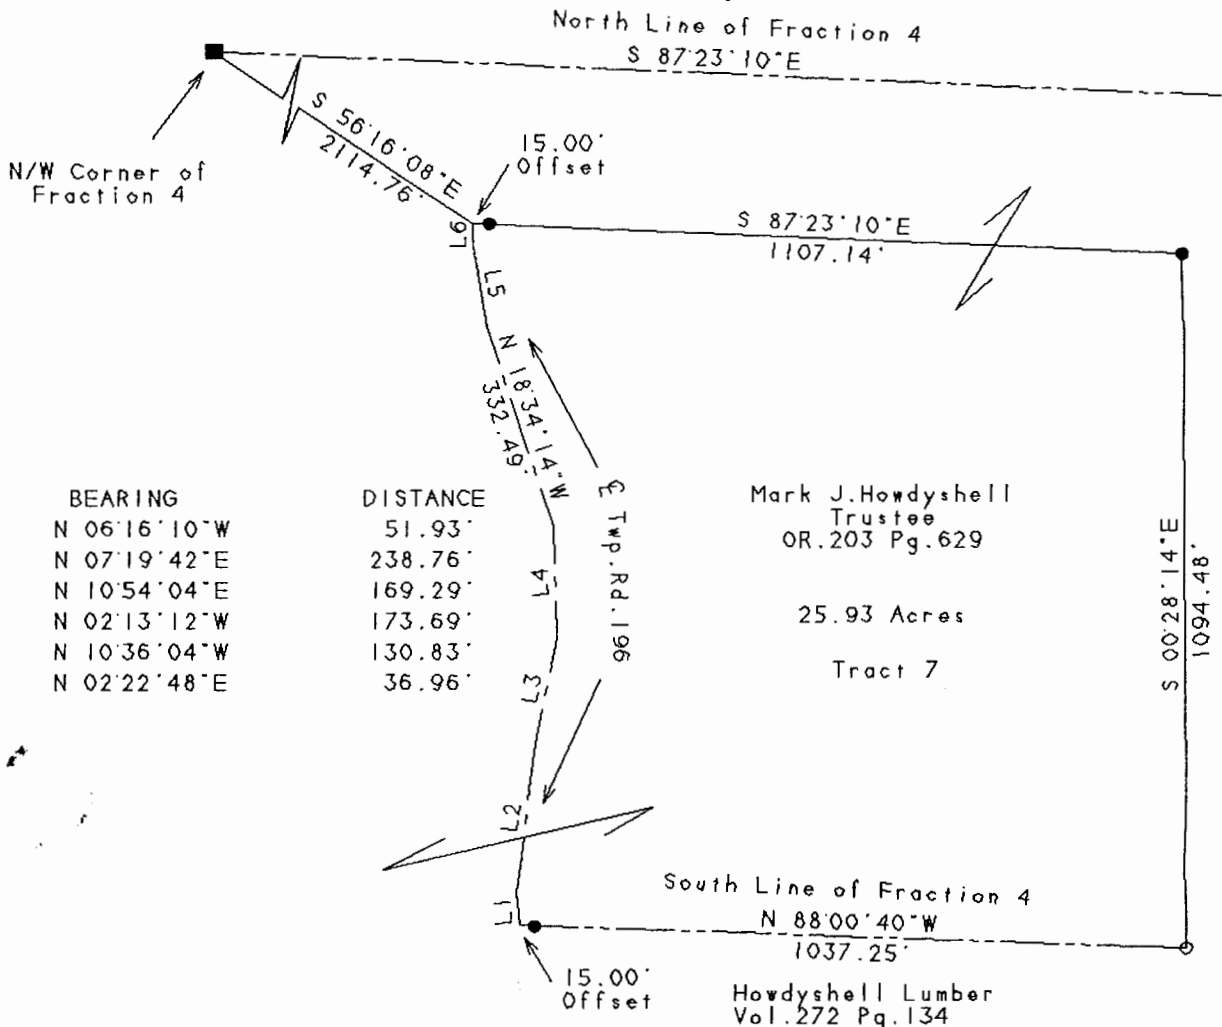 North Line of Fraction 4
S 87°23'10"E
N/W Corner of
Fraction 4
S 56°16'08"E
2114.76'
15.00'
Offset
S 87°23'10"E
1107.14'
L6
L5
N 18°34'14"W
332.49'
BEARING DISTANCE
N 06°16'10"W 51.93'
N 07°19'42"E 238.76'
N 10°54'04"E 169.29'
N 02°13'12"W 173.69'
N 10°36'04"W 130.83'
N 02°22'48"E 36.96'
℄ Twp.Rd.196
Mark J.Howdyshell
Trustee
OR.203 Pg.629
25.93 Acres
Tract 7
S 00°28'14"E
1094.48'
L4
L3
L2
L1
South Line of Fraction 4
N 88°00'40"W
1037.25'
15.00'
Offset
Howdyshell Lumber
Vol.272 Pg.134